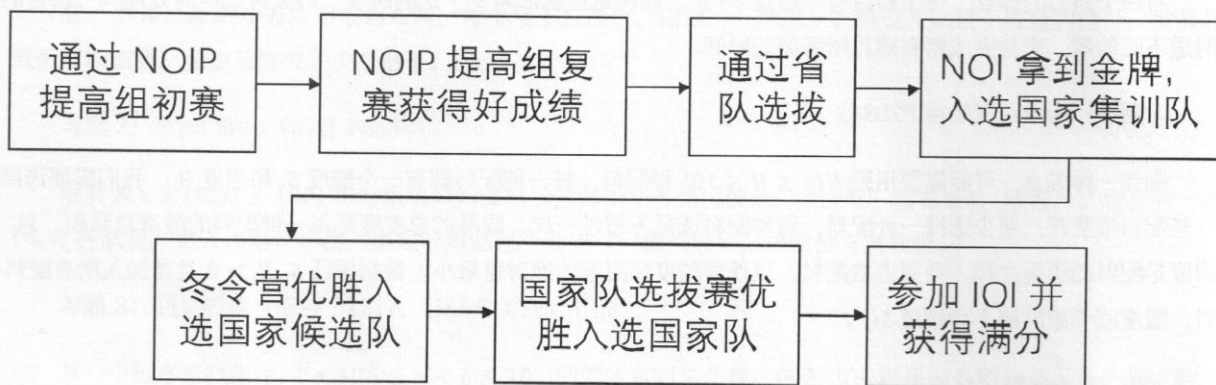 通过 NOIP
提高组初赛
NOIP 提高组复
赛获得好成绩
通过省
队选拔
NOI 拿到金牌,
入选国家集训队
冬令营优胜入
选国家候选队
国家队选拔赛优
胜入选国家队
参加 IOI 并
获得满分